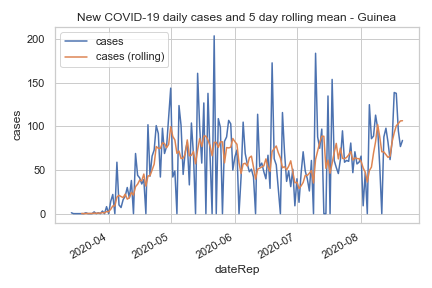 New COVID-19 daily cases and 5 day rolling mean - Guinea
cases
cases (rolling)
200
150
100
50
0
cases
2020-04
2020-05
2020-06
2020-07
2020-08
dateRep